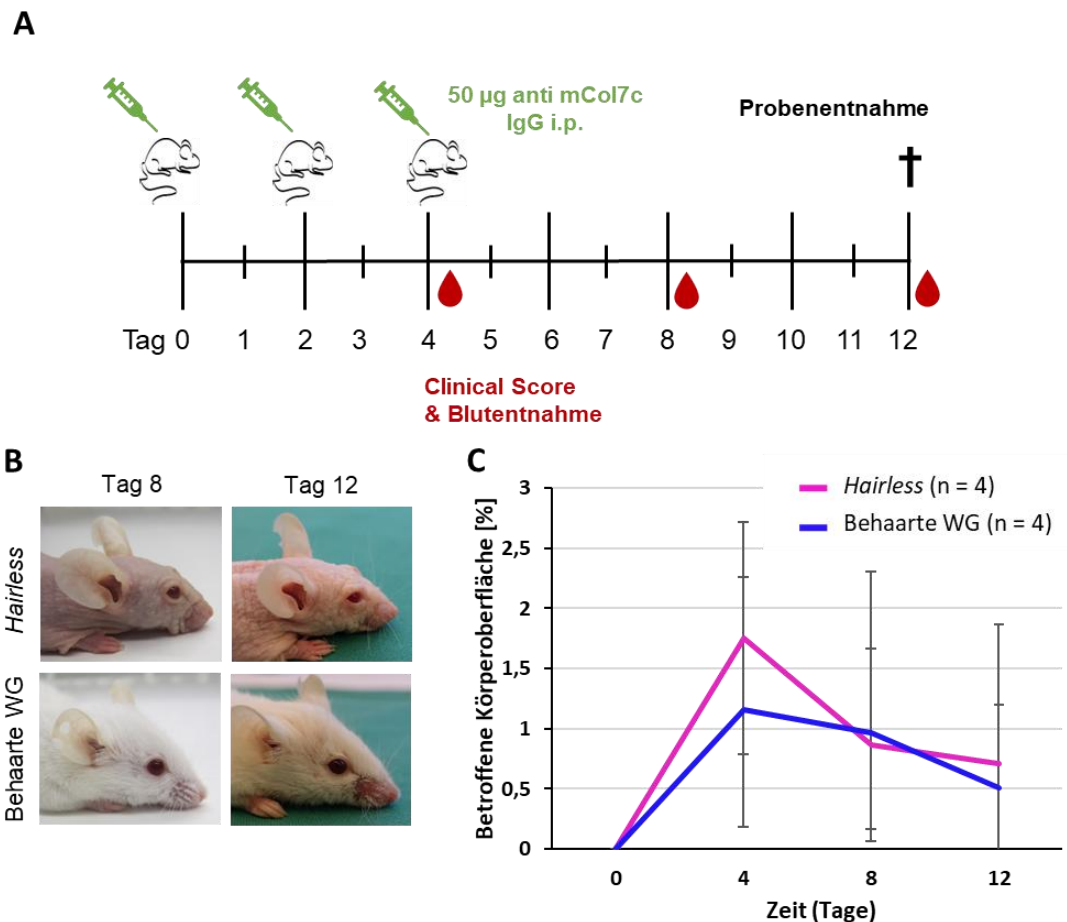 A
50 µg anti mCol7c
IgG i.p.
Probenentnahme
Tag 0 1 2 3 4 5 6 7 8 9 10 11 12
Clinical Score
& Blutentnahme
B
Tag 8 Tag 12
Hairless
Behaarte WG
C
Hairless (n = 4)
Behaarte WG (n = 4)
Betroffene Körperoberfläche [%]
3
2,5
2
1,5
1
0,5
0
0 4 8 12
Zeit (Tage)